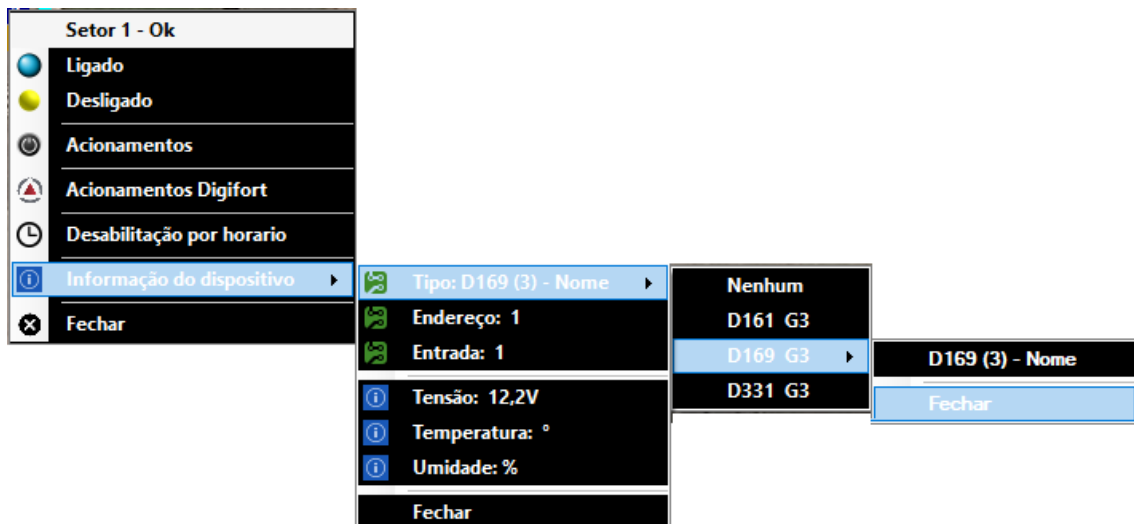 Setor 1 - Ok
Ligado
Desligado
Acionamentos
Acionamentos Digifort
Desabilitação por horario
Informação do dispositivo
Fechar
Tipo: D169 (3) - Nome
Endereço: 1
Entrada: 1
Tensão: 12,2V
Temperatura: °
Umidade: %
Fechar
Nenhum
D161 G3
D169 G3
D331 G3
D169 (3) - Nome
Fechar